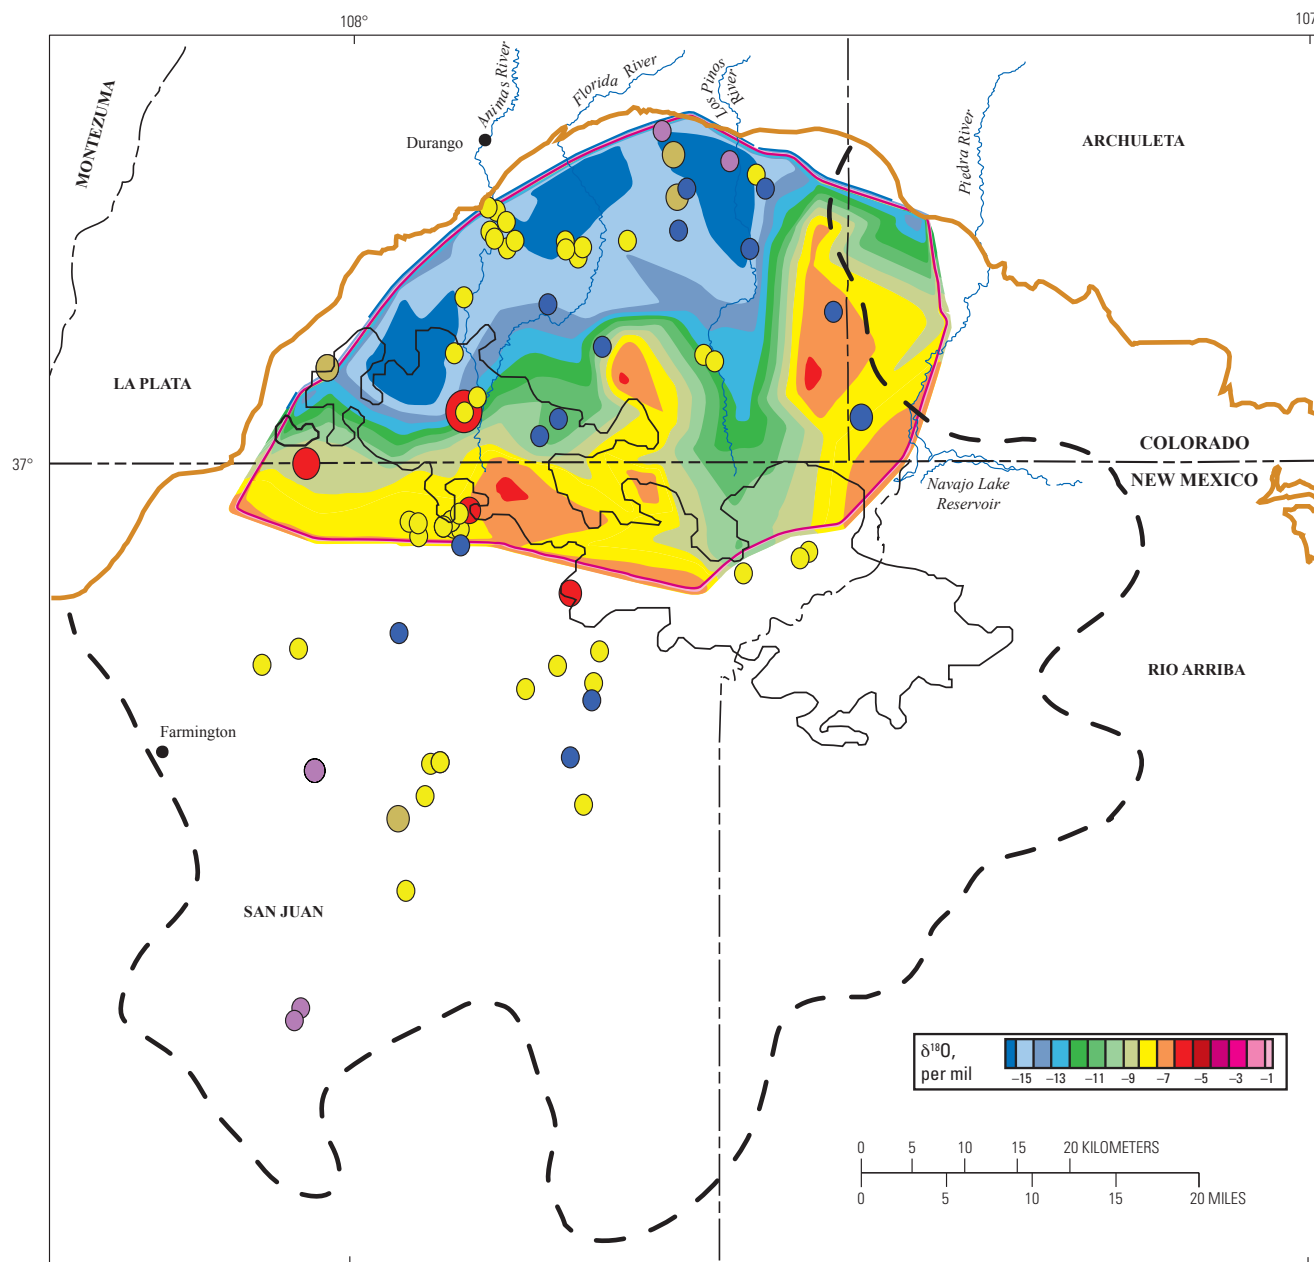 108°
107
MONTEZUMA
Animas River
Florida River
Los Pinos
River
Piedra River
Durango
ARCHULETA
LA PLATA
37°
COLORADO
NEW MEXICO
Navajo Lake
Reservoir
RIO ARRIBA
Farmington
SAN JUAN
δ¹⁸O,
per mil
–15 –13 –11 –9 –7 –5 –3 –1
0 5 10 15 20 KILOMETERS
0 5 10 15 20 MILES